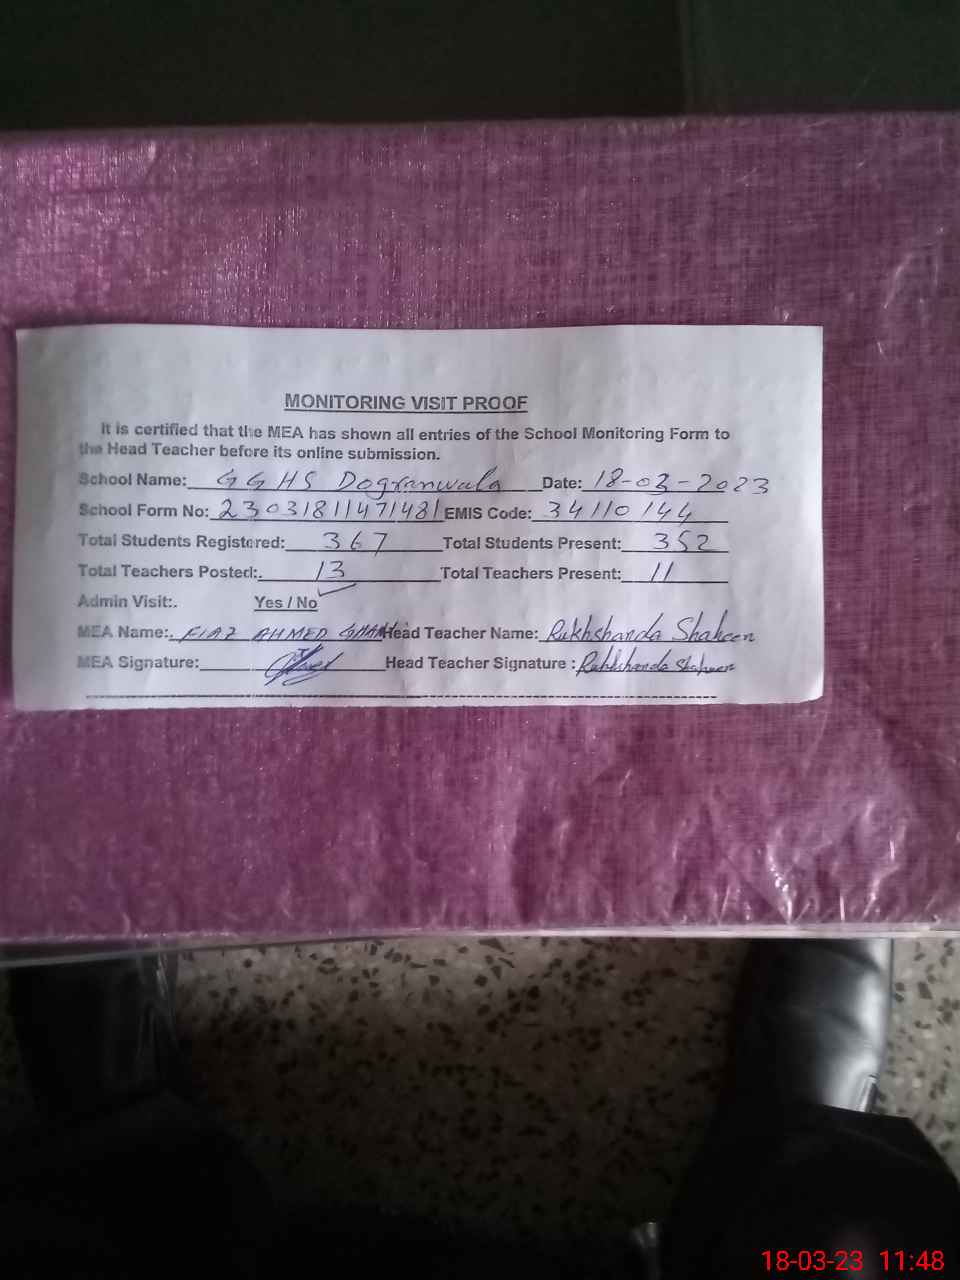 MONITORING VISIT PROOF
It is certified that the MEA has shown all entries of the School Monitoring Form to
the Head Teacher before its online submission.
School Name: GGHS Dogranwala Date: 18-03-2023
School Form No: 23031811471481 EMIS Code: 34110144
Total Students Registered: 367 Total Students Present: 352
Total Teachers Posted:. 13 Total Teachers Present: 11
Admin Visit:. Yes / No
MEA Name:. FIAZ AHMED Head Teacher Name: Rukhshanda Shaheen
MEA Signature: Head Teacher Signature : Rukhshanda Shaheen
18-03-23 11:48